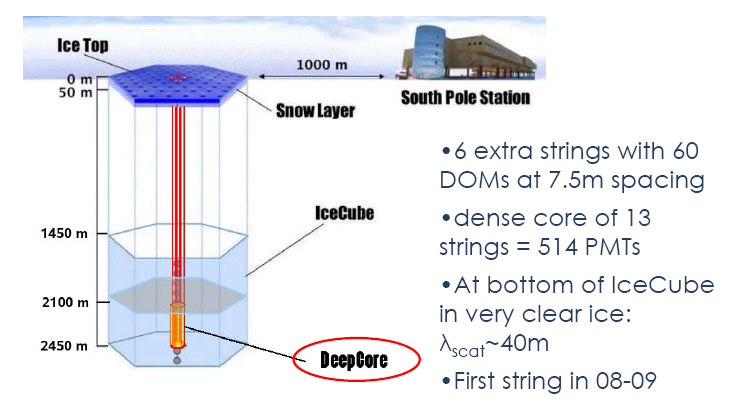 Ice Top
1000 m
0 m
50 m
South Pole Station
Snow Layer
IceCube
1450 m
2100 m
2450 m
DeepCore
•6 extra strings with 60
DOMs at 7.5m spacing
•dense core of 13
strings = 514 PMTs
•At bottom of IceCube
in very clear ice:
λscat~40m
•First string in 08-09